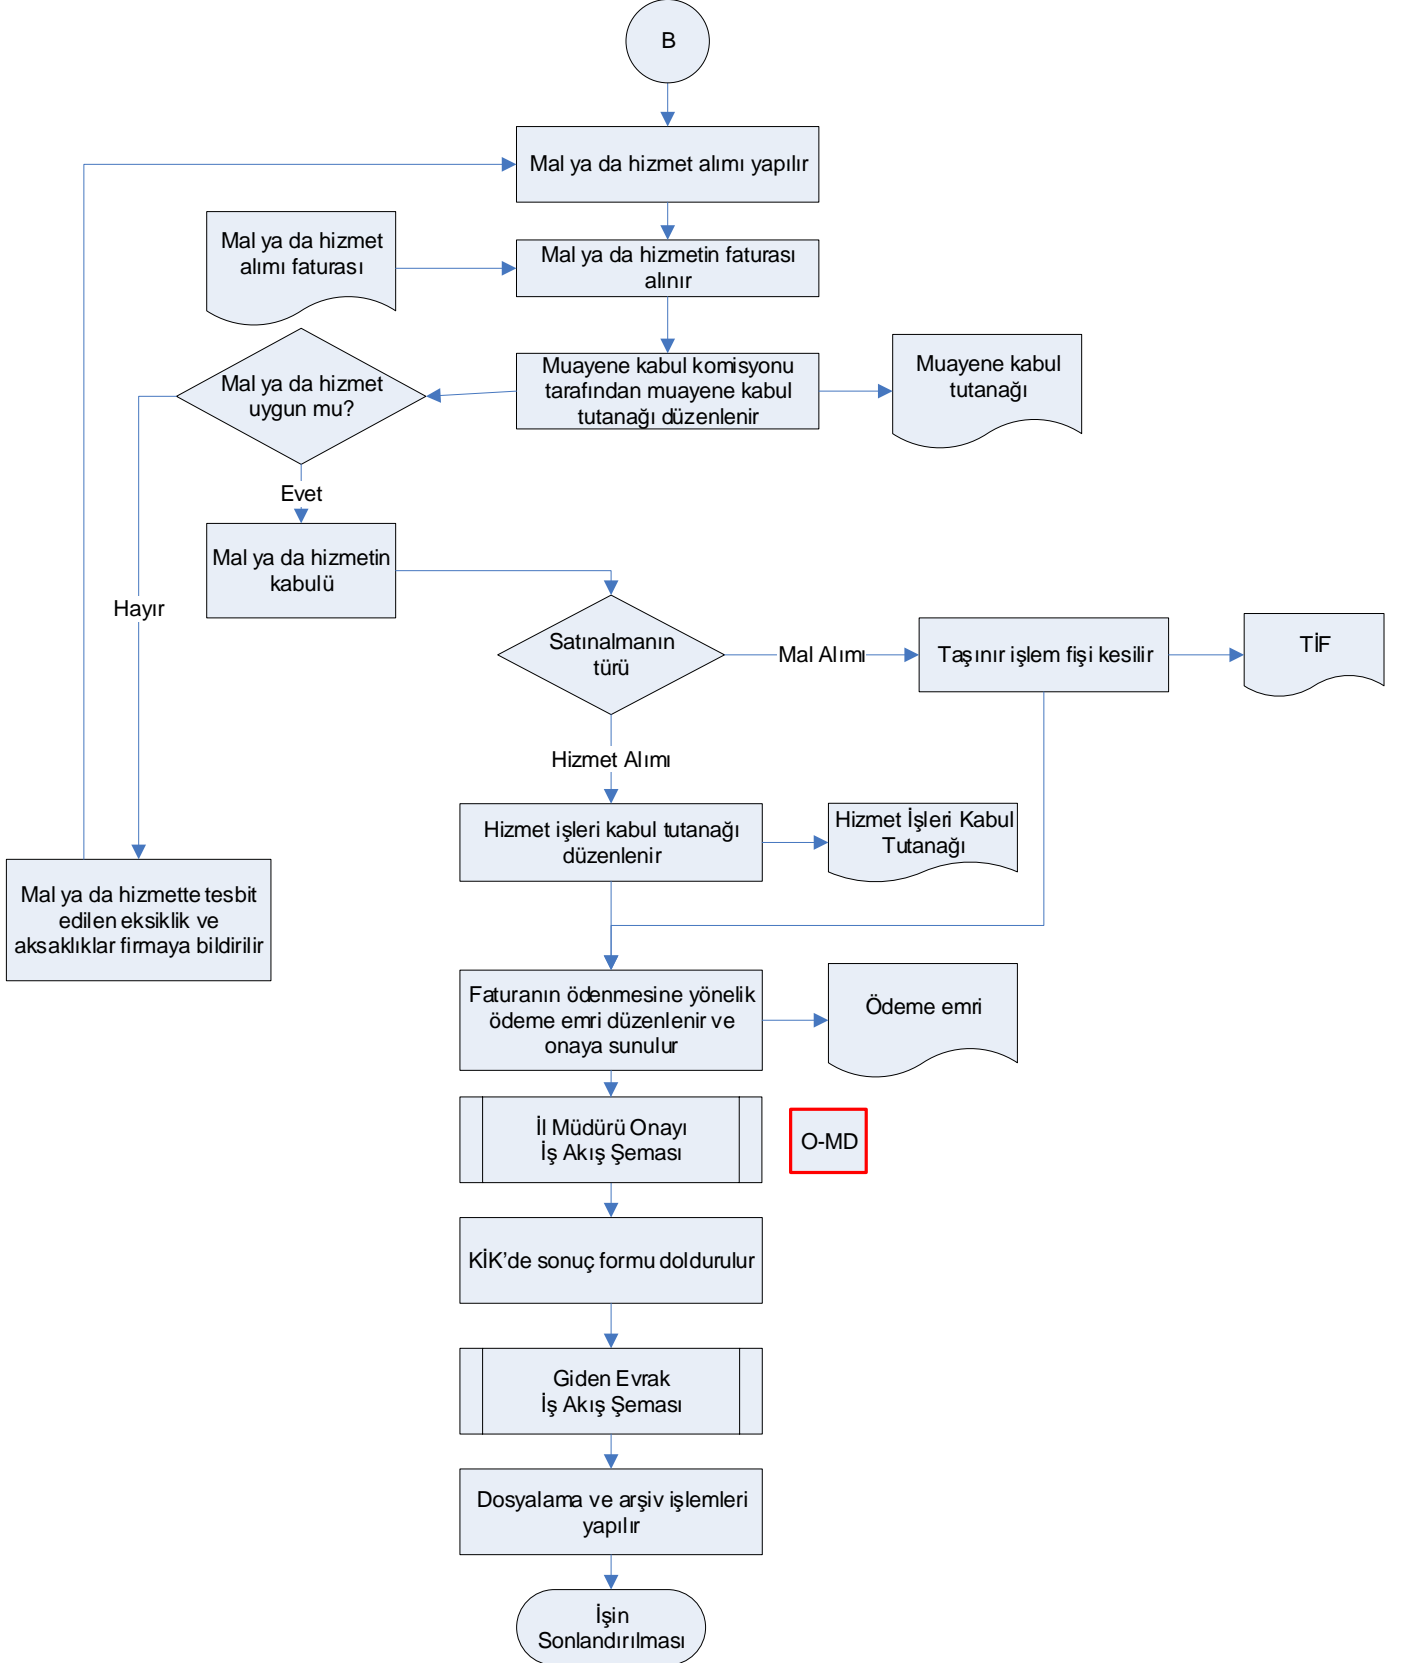 B
Mal ya da hizmet alımı yapılır
Mal ya da hizmet
alımı faturası
Mal ya da hizmetin faturası
alınır
Muayene kabul komisyonu
tarafından muayene kabul
tutanağı düzenlenir
Muayene kabul
tutanağı
Mal ya da hizmet
uygun mu?
Evet
Mal ya da hizmetin
kabulü
Hayır
Satınalmanın
türü
Mal Alımı
Taşınır işlem fişi kesilir
TİF
Hizmet Alımı
Hizmet işleri kabul tutanağı
düzenlenir
Hizmet İşleri Kabul
Tutanağı
Mal ya da hizmette tesbit
edilen eksiklik ve
aksaklıklar firmaya bildirilir
Faturanın ödenmesine yönelik
ödeme emri düzenlenir ve
onaya sunulur
Ödeme emri
İl Müdürü Onayı
İş Akış Şeması
O-MD
KİK’de sonuç formu doldurulur
Giden Evrak
İş Akış Şeması
Dosyalama ve arşiv işlemleri
yapılır
İşin
Sonlandırılması